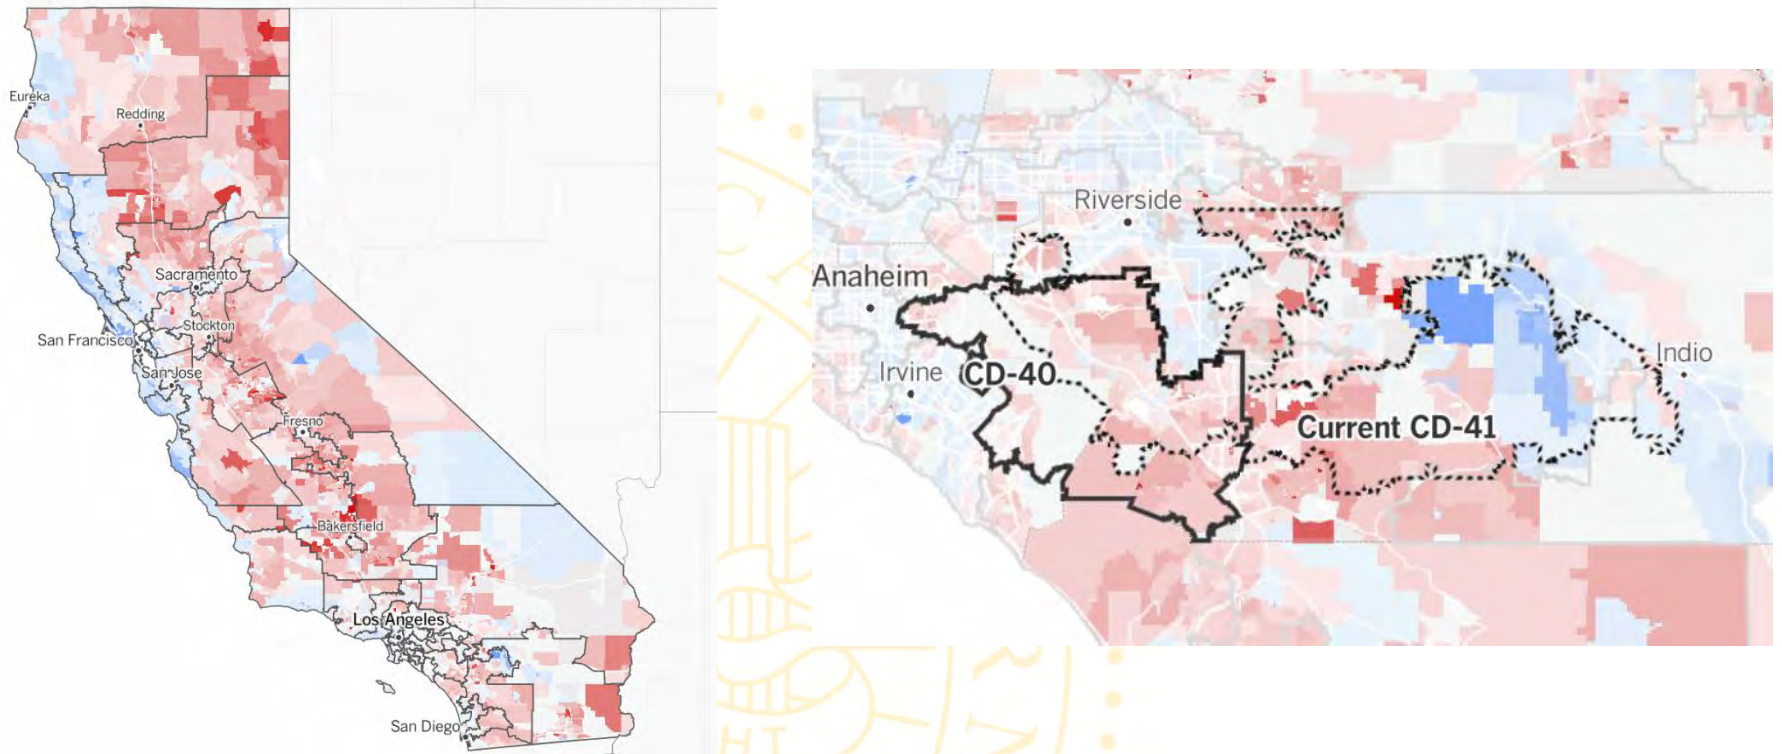 Eureka
Redding
Sacramento
Stockton
San Francisco
San Jose
Fresno
Bakersfield
Los Angeles
San Diego
Riverside
Anaheim
Irvine
CD-40
Indio
Current CD-41
C
A
R
N
HT